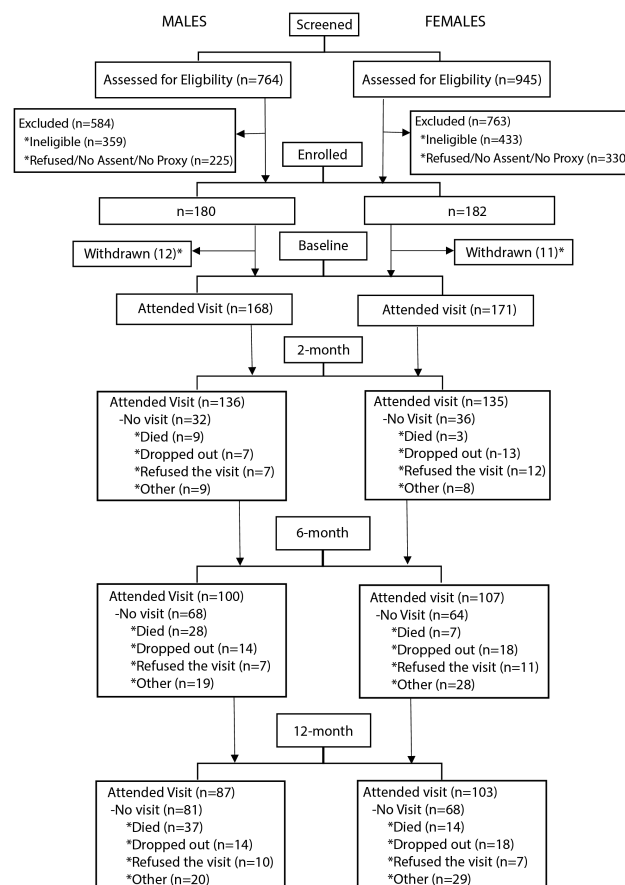 MALES
Screened
FEMALES
Assessed for Eligbility (n=764)
Assessed for Eligbility (n=945)
Excluded (n=584)
*Ineligible (n=359)
*Refused/No Assent/No Proxy (n=225)
Excluded (n=763)
*Ineligible (n=433)
*Refused/No Assent/No Proxy (n=330)
Enrolled
n=180
n=182
Withdrawn (12)*
Baseline
Withdrawn (11)*
Attended Visit (n=168)
Attended visit (n=171)
2-month
Attended Visit (n=136)
-No visit (n=32)
*Died (n=9)
*Dropped out (n=7)
*Refused the visit (n=7)
*Other (n=9)
Attended visit (n=135)
-No Visit (n=36)
*Died (n=3)
*Dropped out (n-13)
*Refused the visit (n=12)
*Other (n=8)
6-month
Attended Visit (n=100)
-No visit (n=68)
*Died (n=28)
*Dropped out (n=14)
*Refused the visit (n=7)
*Other (n=19)
Attended visit (n=107)
-No Visit (n=64)
*Died (n=7)
*Dropped out (n=18)
*Refused the visit (n=11)
*Other (n=28)
12-month
Attended Visit (n=87)
-No visit (n=81)
*Died (n=37)
*Dropped out (n=14)
*Refused the visit (n=10)
*Other (n=20)
Attended visit (n=103)
-No Visit (n=68)
*Died (n=14)
*Dropped out (n=18)
*Refused the visit (n=7)
*Other (n=29)